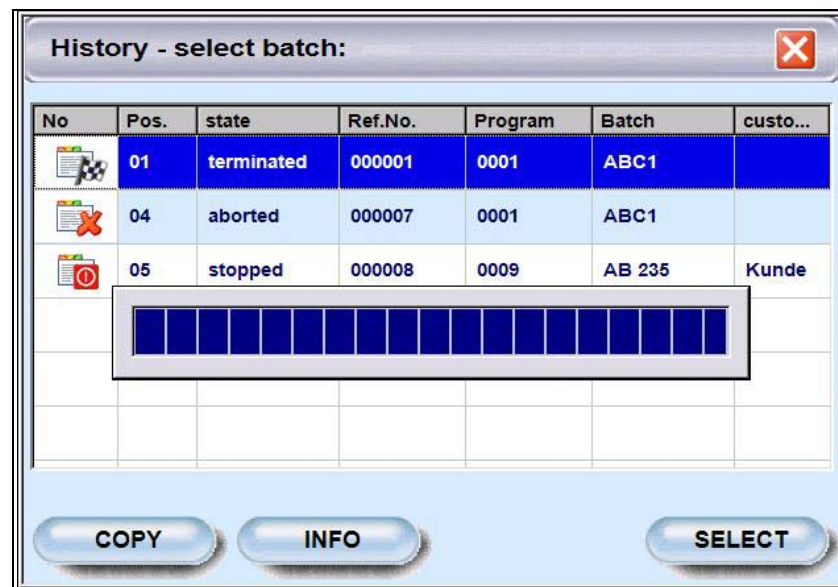 History - select batch:
No Pos. state Ref.No. Program Batch custo...
01 terminated 000001 0001 ABC1
04 aborted 000007 0001 ABC1
05 stopped 000008 0009 AB 235 Kunde
COPY INFO SELECT